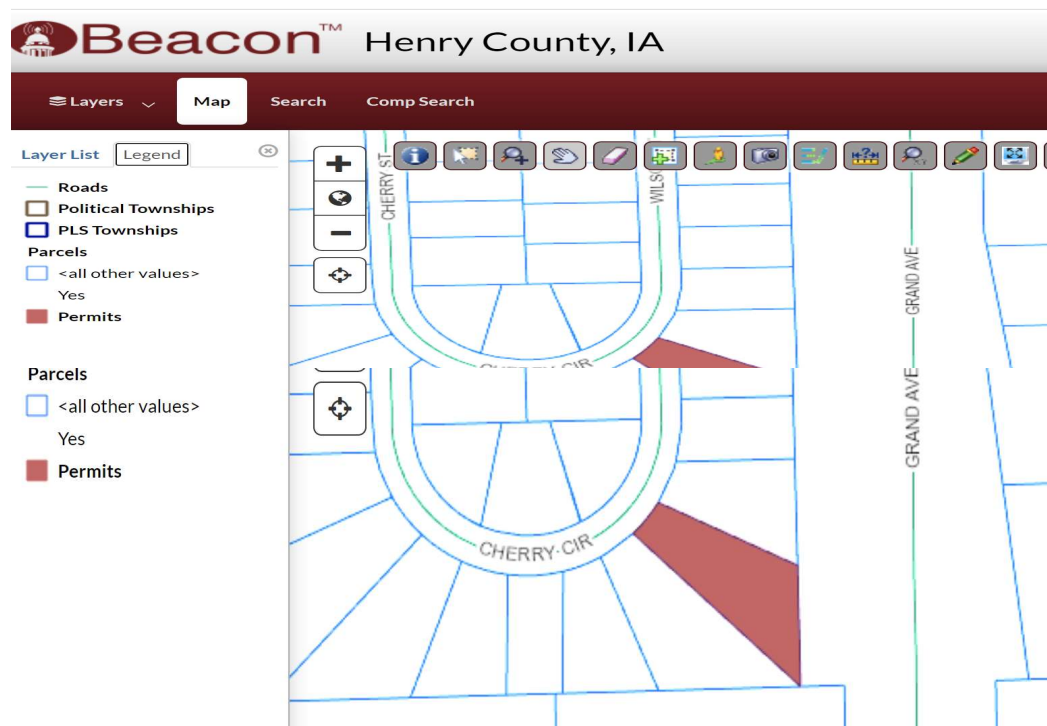 Beacon™ Henry County, IA
Layers Map Search Comp Search
Layer List Legend
Roads
Political Townships
PLS Townships
Parcels
<all other values>
Yes
Permits
Parcels
<all other values>
Yes
Permits
CHERRY ST
GRAND AVE
GRAND AVE
CHERRY CIR